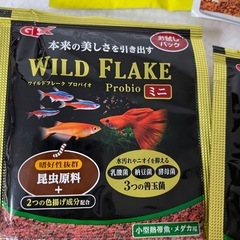 GX
お試し
パック
本来の美しさを引き出す
WILD FLAKE
ワイルドフレーク プロバイオ
Probio ミニ
嗜好性抜群
昆虫原料
+
2つの色揚げ成分配合
水汚れやニオイを抑える
乳酸菌 納豆菌 酵母菌
3つの善玉菌
小型熱帯魚・メダカ用